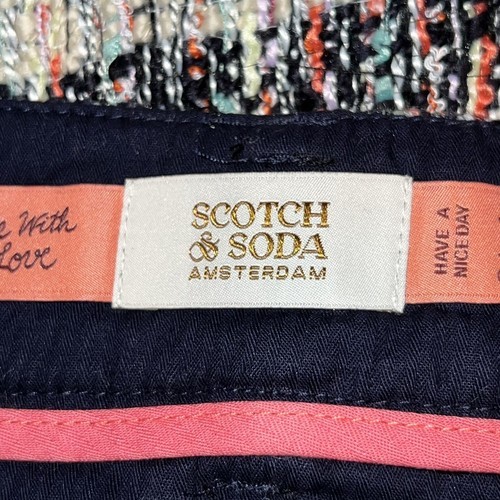 With
Love
SCOTCH
& SODA
AMSTERDAM
HAVE A
NICE DAY